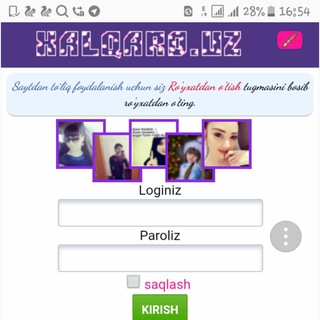 28% 16:54
XALQARO.UZ
Saytdan to'liq foydalanish uchun siz Ro'yxatdan o'tish tugmasini bosib
ro'yxatdan o'ting.
Loginiz
Paroliz
saqlash
KIRISH